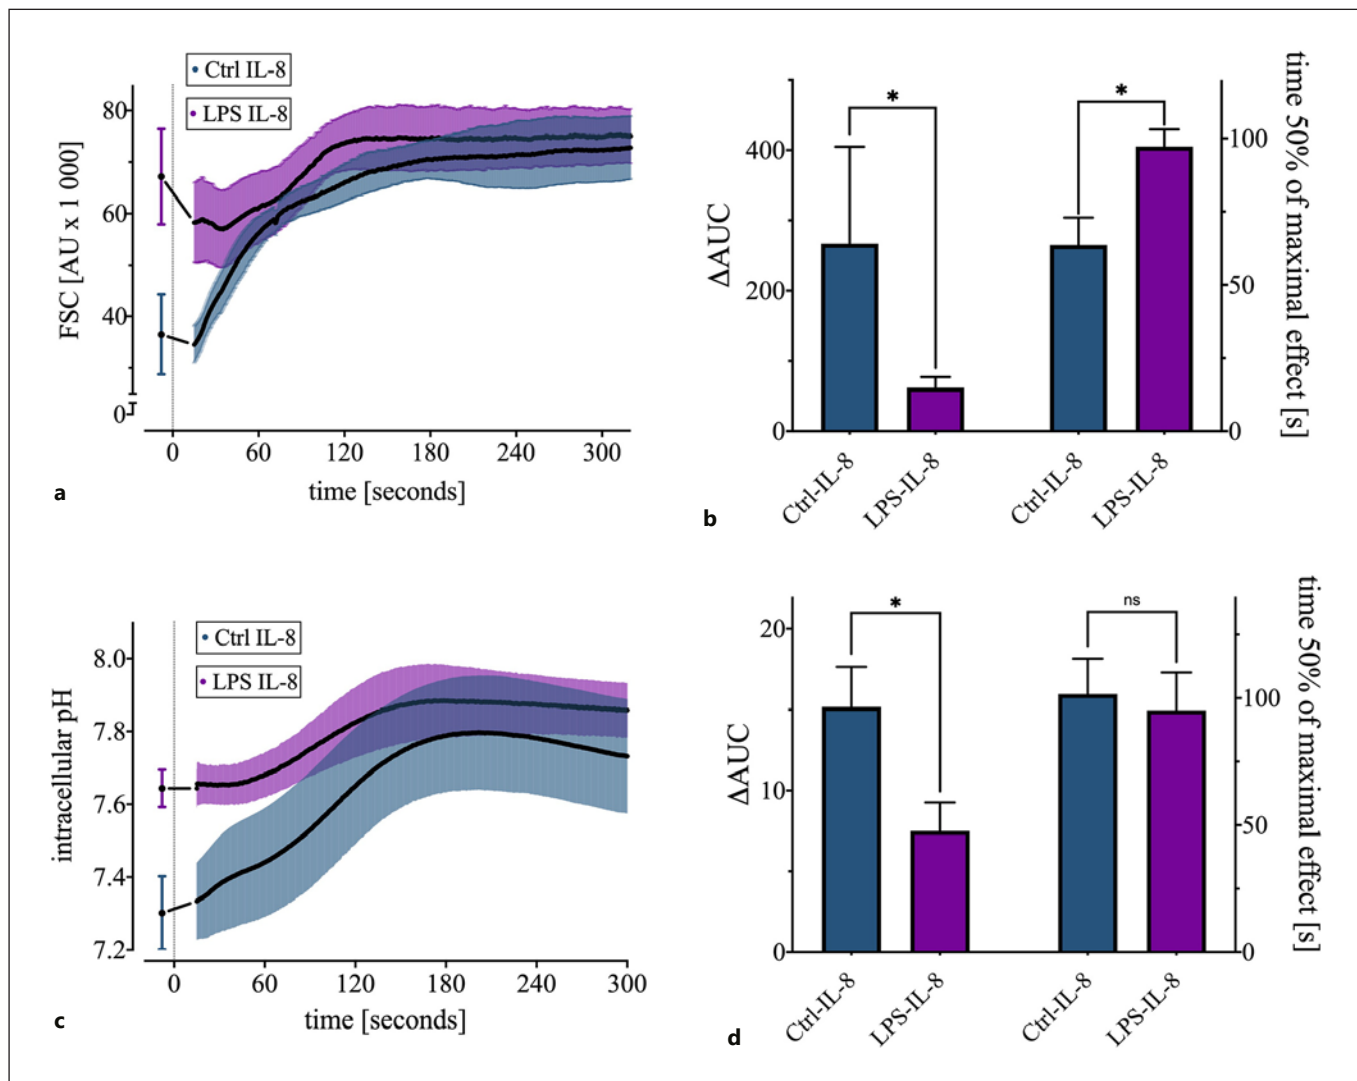 Ctrl IL-8
LPS IL-8
FSC [AU x 1 000]
80
60
40
0
0
60
120
180
240
300
time [seconds]
a
*
*
ΔAUC
400
200
0
100
50
0
time 50% of maximal effect [s]
Ctrl-IL-8
LPS-IL-8
Ctrl-IL-8
LPS-IL-8
b
Ctrl IL-8
LPS IL-8
intracellular pH
8.0
7.8
7.6
7.4
7.2
0
60
120
180
240
300
time [seconds]
c
*
ns
ΔAUC
20
10
0
100
50
0
time 50% of maximal effect [s]
Ctrl-IL-8
LPS-IL-8
Ctrl-IL-8
LPS-IL-8
d